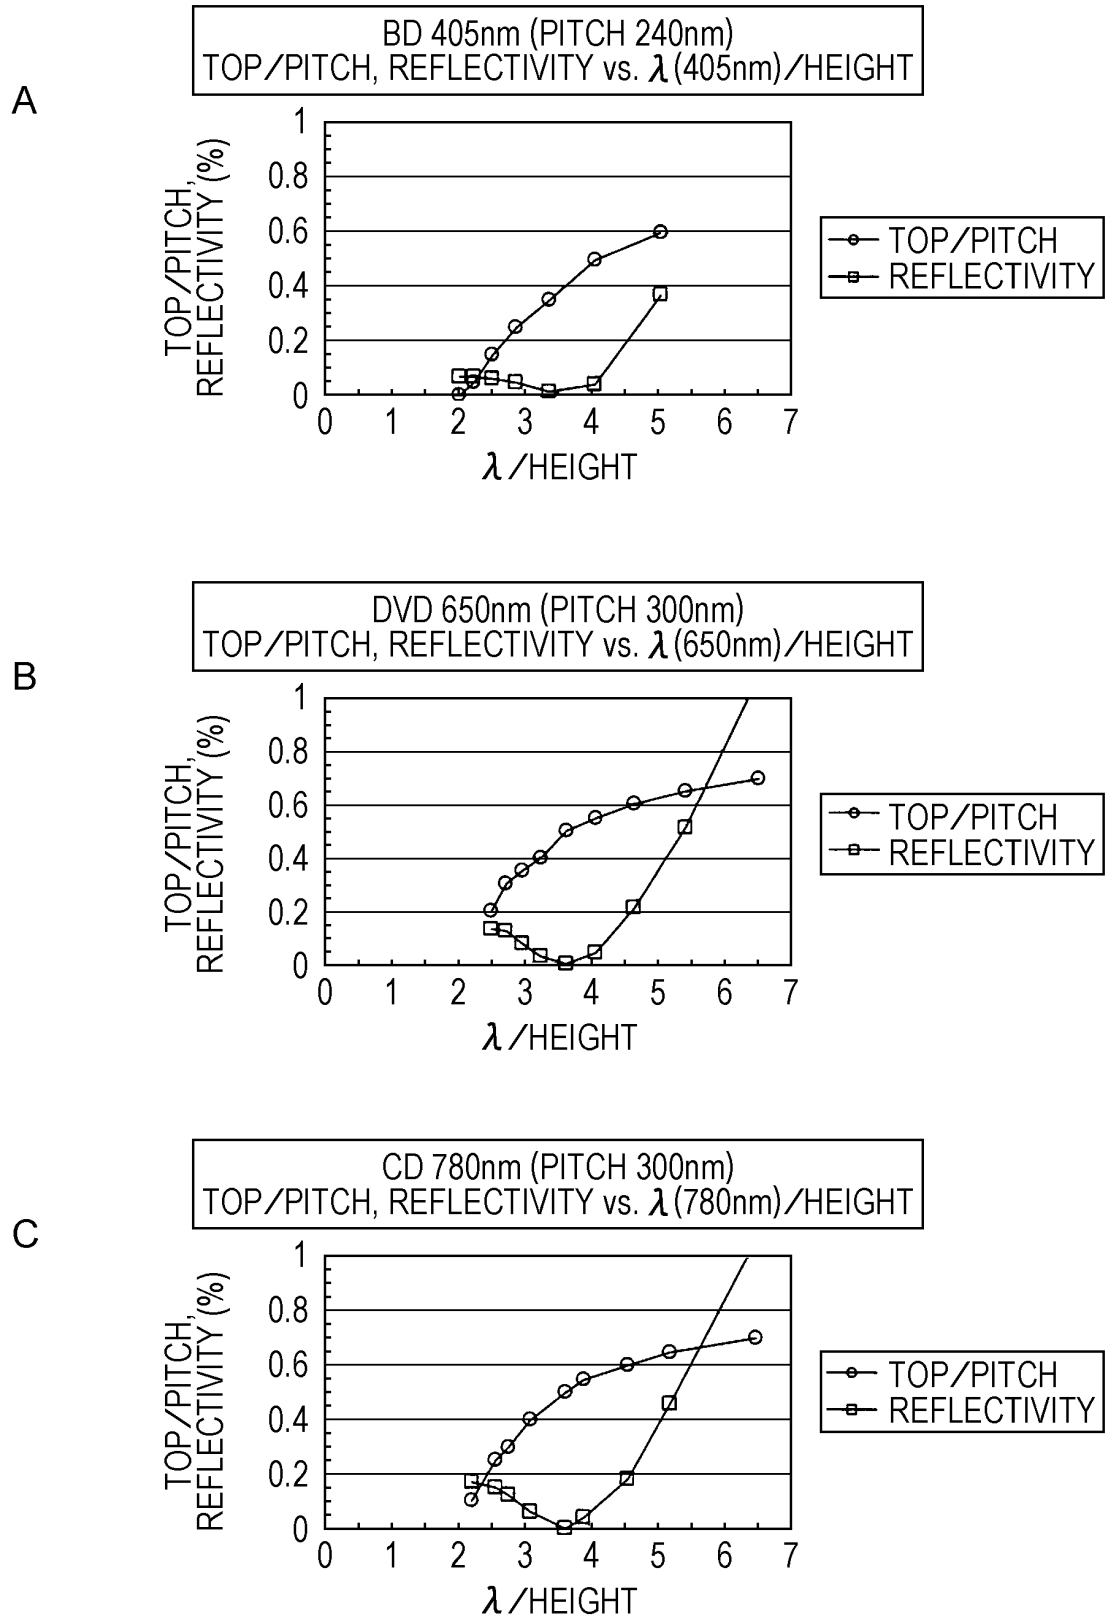 A
BD 405nm (PITCH 240nm)
TOP/PITCH, REFLECTIVITY vs. λ(405nm)/HEIGHT
TOP/PITCH,
REFLECTIVITY (%)
1
0.8
0.6
0.4
0.2
0
0 1 2 3 4 5 6 7
λ/HEIGHT
TOP/PITCH
REFLECTIVITY
B
DVD 650nm (PITCH 300nm)
TOP/PITCH, REFLECTIVITY vs. λ(650nm)/HEIGHT
TOP/PITCH,
REFLECTIVITY (%)
1
0.8
0.6
0.4
0.2
0
0 1 2 3 4 5 6 7
λ/HEIGHT
TOP/PITCH
REFLECTIVITY
C
CD 780nm (PITCH 300nm)
TOP/PITCH, REFLECTIVITY vs. λ(780nm)/HEIGHT
TOP/PITCH,
REFLECTIVITY (%)
1
0.8
0.6
0.4
0.2
0
0 1 2 3 4 5 6 7
λ/HEIGHT
TOP/PITCH
REFLECTIVITY